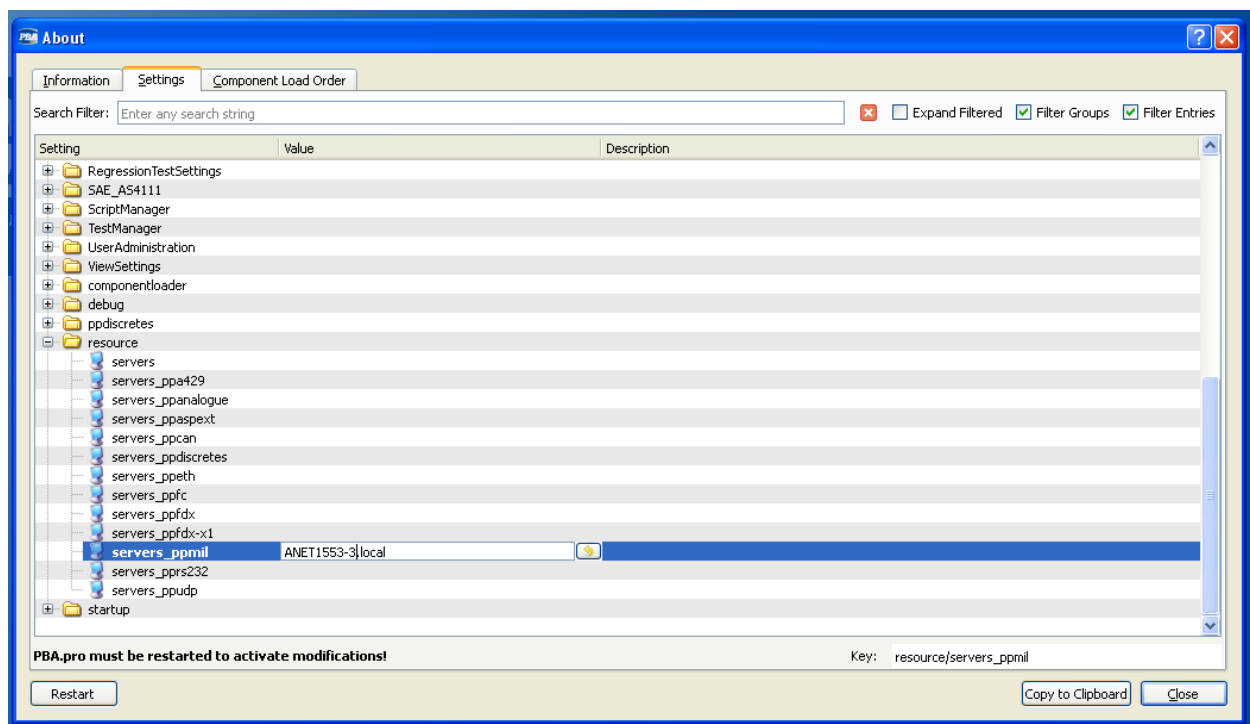 PBA About
Information Settings Component Load Order
Search Filter: Enter any search string Expand Filtered Filter Groups Filter Entries
Setting Value Description
RegressionTestSettings
SAE_AS4111
ScriptManager
TestManager
UserAdministration
ViewSettings
componentloader
debug
ppdiscretes
resource
servers
servers_ppa429
servers_ppanalogue
servers_ppaspext
servers_ppcan
servers_ppdiscretes
servers_ppeth
servers_ppfc
servers_ppfdx
servers_ppfdx-x1
servers_ppmil ANET1553-3.local
servers_pprs232
servers_ppudp
startup
PBA.pro must be restarted to activate modifications! Key: resource/servers_ppmil
Restart Copy to Clipboard Close